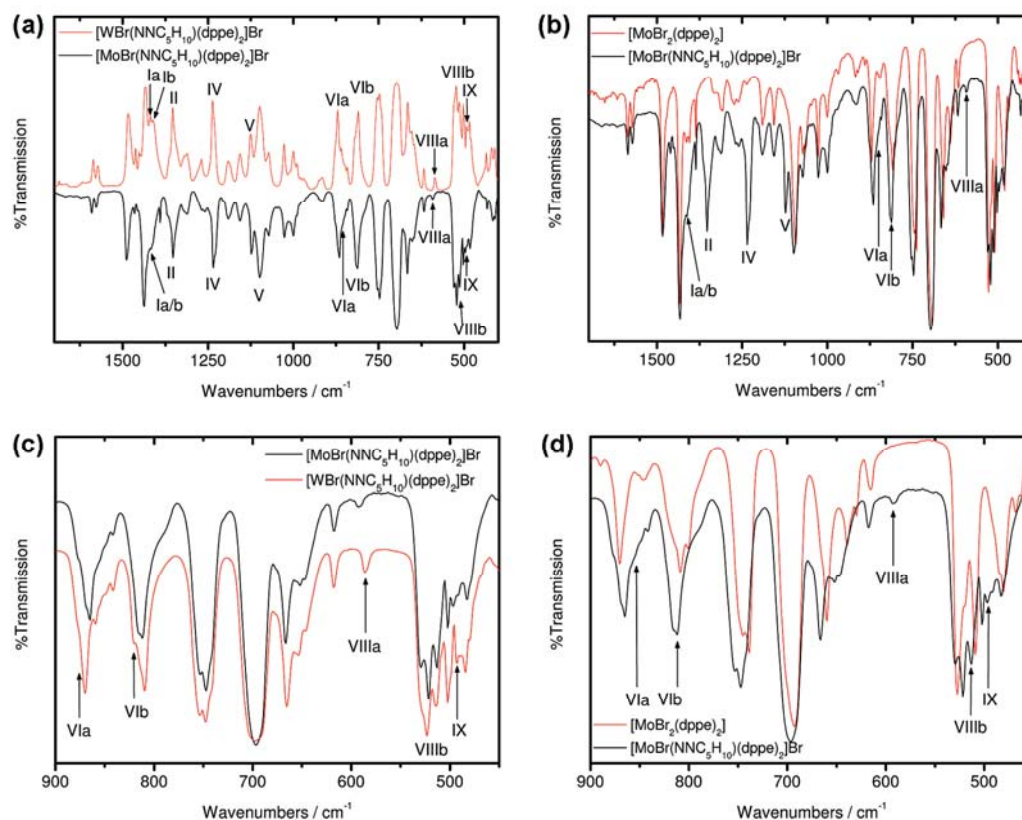 (a)
[WBr(NNC5H10)(dppe)2]Br
[MoBr(NNC5H10)(dppe)2]Br
Ia
Ib
II
IV
V
VIa
VIb
VIIIa
VIIIb
IX
Ia/b
II
IV
V
VIa
VIb
VIIIa
VIIIb
IX
%Transmission
1500
1250
1000
750
500
Wavenumbers / cm⁻¹
(b)
[MoBr2(dppe)2]
[MoBr(NNC5H10)(dppe)2]Br
Ia/b
II
IV
V
VIa
VIb
VIIIa
%Transmission
1500
1250
1000
750
500
Wavenumbers / cm⁻¹
(c)
[MoBr(NNC5H10)(dppe)2]Br
[WBr(NNC5H10)(dppe)2]Br
VIa
VIb
VIIIa
VIIIb
IX
%Transmission
900
800
700
600
500
Wavenumbers / cm⁻¹
(d)
VIIIa
VIa
VIb
IX
VIIIb
[MoBr2(dppe)2]
[MoBr(NNC5H10)(dppe)2]Br
%Transmission
900
800
700
600
500
Wavenumbers / cm⁻¹